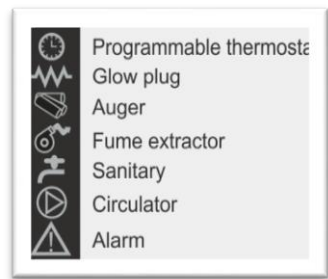 Programmable thermosta
Glow plug
Auger
Fume extractor
Sanitary
Circulator
Alarm